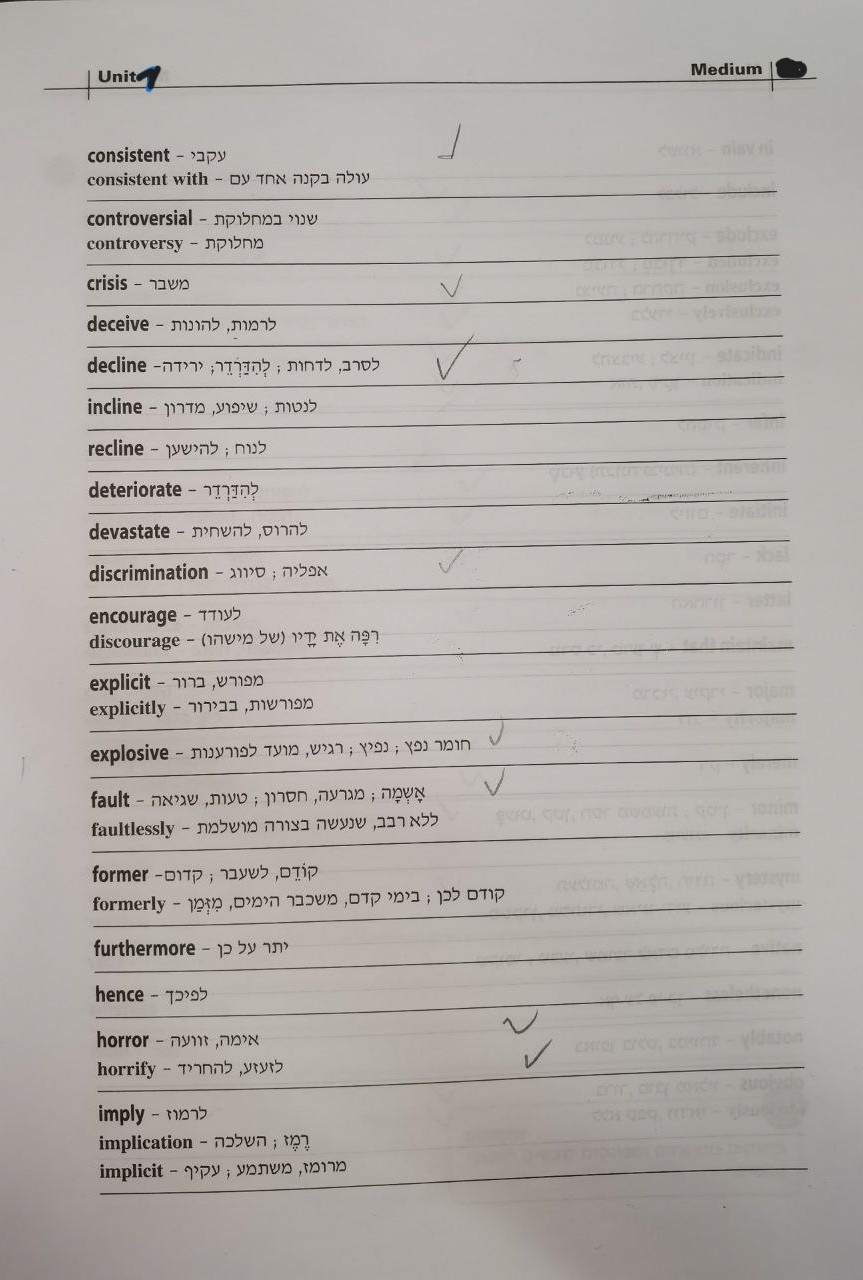 Unit 1
Medium
consistent – עקבי
consistent with – עולה בקנה אחד עם
controversial – שנוי במחלוקת
controversy – מחלוקת
crisis – משבר
deceive – לרמות, להונות
decline – לסרב, לדחות ; לְהִדַּרְדֵּר; ירידה
incline – לנטות ; שיפוע, מדרון
recline – לנוח ; להישען
deteriorate – לְהִדַּרְדֵּר
devastate – להרוס, להשחית
discrimination – אפליה ; סיווג
encourage – לעודד
discourage – רִפָּה אֶת יָדָיו (של מישהו)
explicit – מפורש, ברור
explicitly – מפורשות, בבירור
explosive – חומר נפץ ; נפיץ ; רגיש, מועד לפורענות
fault – אַשְׁמָה ; מגרעה, חסרון ; טעות, שגיאה
faultlessly – ללא רבב, שנעשה בצורה מושלמת
former – קוֹדֵם, לשעבר ; קדום
formerly – קודם לכן ; בימי קדם, משכבר הימים, מִזְּמַן
furthermore – יתר על כן
hence – לפיכך
horror – אימה, זוועה
horrify – לזעזע, להחריד
imply – לרמוז
implication – רֶמֶז ; השלכה
implicit – מרומז, משתמע ; עקיף